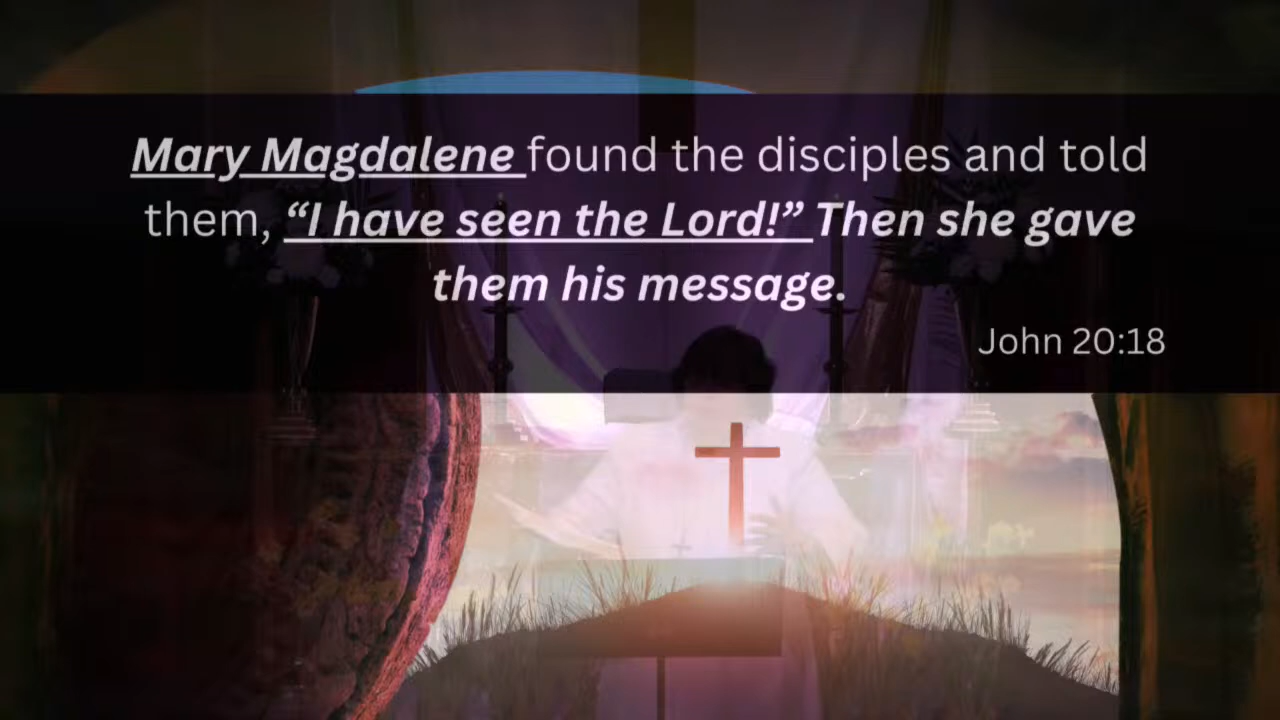 Mary Magdalene found the disciples and told
them, “I have seen the Lord!” Then she gave
them his message.
John 20:18